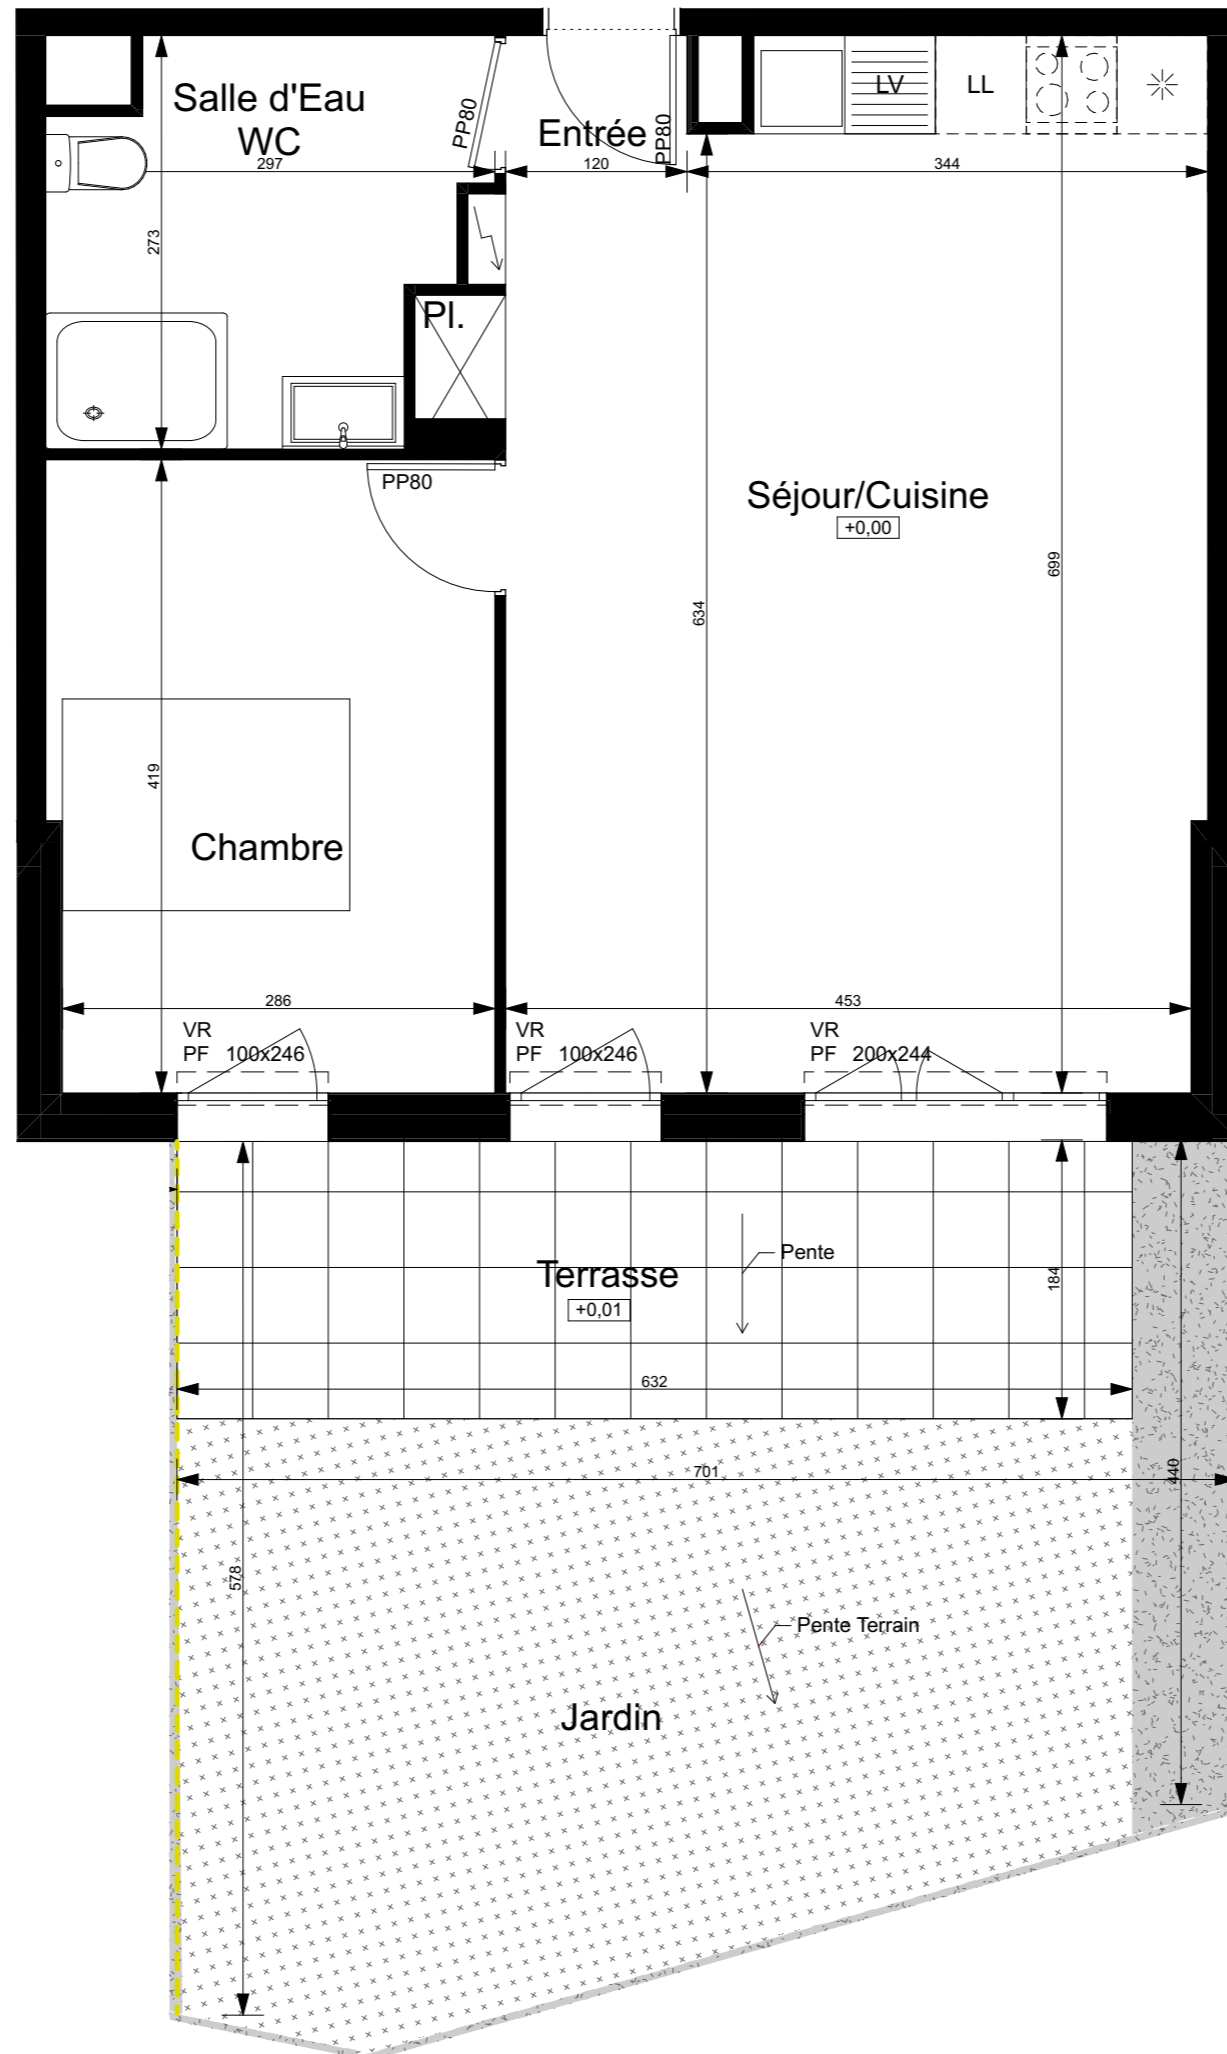 Salle d'Eau
WC
PP80
Entrée
PP80
LV
LL
297
120
344
273
Pl.
PP80
Séjour/Cuisine
+0,00
699
634
419
Chambre
286
453
VR
PF 100x246
VR
PF 100x246
VR
PF 200x244
Pente
Terrasse
+0,01
184
632
701
440
578
Pente Terrain
Jardin